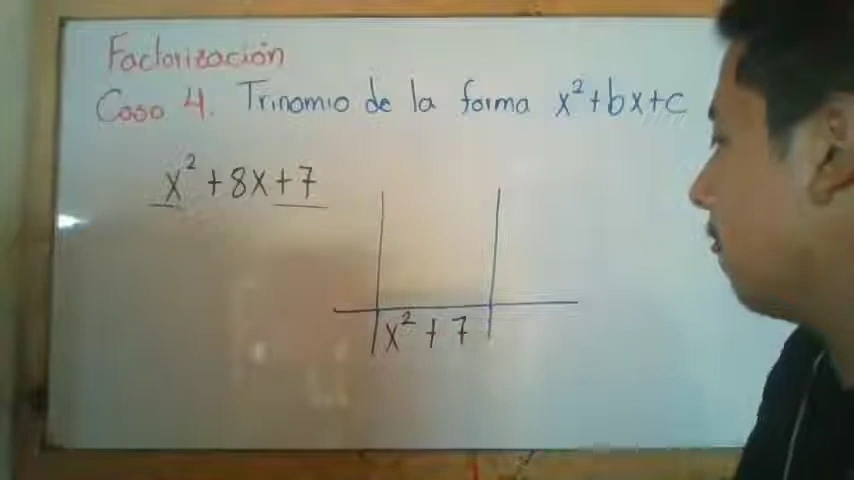 Factorización
Caso 4. Trinomio de la forma x²+bx+c
x²+8x+7
x²+7